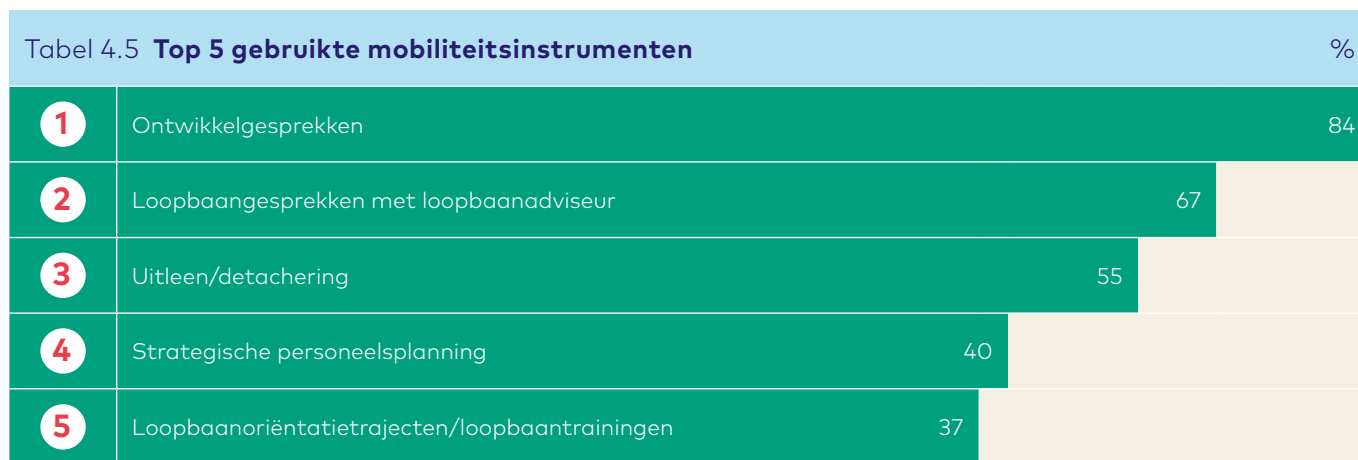 Tabel 4.5 Top 5 gebruikte mobiliteitsinstrumenten %
1 Ontwikkelgesprekken 84
2 Loopbaangesprekken met loopbaanadviseur 67
3 Uitleen/detachering 55
4 Strategische personeelsplanning 40
5 Loopbaanoriëntatietrajecten/loopbaantrainingen 37